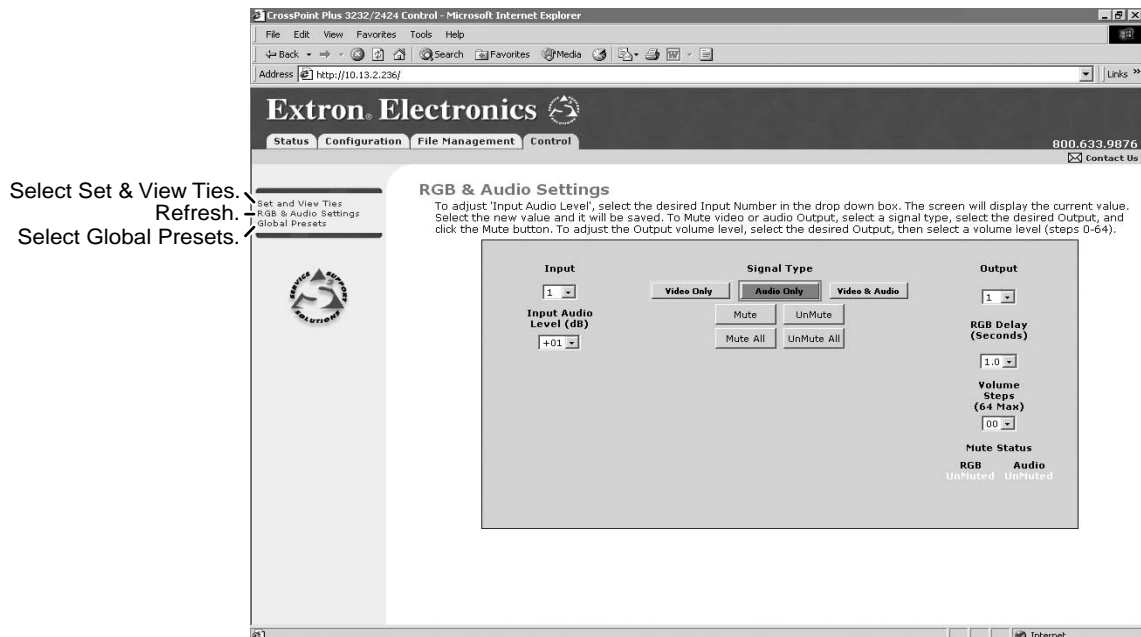 CrossPoint Plus 3232/2424 Control - Microsoft Internet Explorer
File Edit View Favorites Tools Help
Back Search Favorites Media
Address http://10.13.2.236/ Links »
Extron® Electronics
Status Configuration File Management Control
800.633.9876
Contact Us
Select Set & View Ties.
Refresh.
Select Global Presets.
Set and View Ties
RGB & Audio Settings
Global Presets
SERVICE SUPPORT SOLUTIONS
RGB & Audio Settings
To adjust 'Input Audio Level', select the desired Input Number in the drop down box. The screen will display the current value.
Select the new value and it will be saved. To Mute video or audio Output, select a signal type, select the desired Output, and
click the Mute button. To adjust the Output volume level, select the desired Output, then select a volume level (steps 0-64).
Input
1
Input Audio
Level (dB)
+01
Signal Type
Video Only Audio Only Video & Audio
Mute UnMute
Mute All UnMute All
Output
1
RGB Delay
(Seconds)
1.0
Volume
Steps
(64 Max)
00
Mute Status
RGB Audio
UnMuted UnMuted
Internet